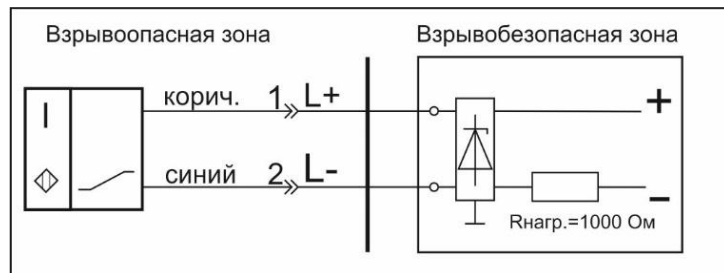 Взрывоопасная зона
Взрывобезопасная зона
I
корич. 1 L+
+
синий 2 L-
−
Rнагр.=1000 Ом